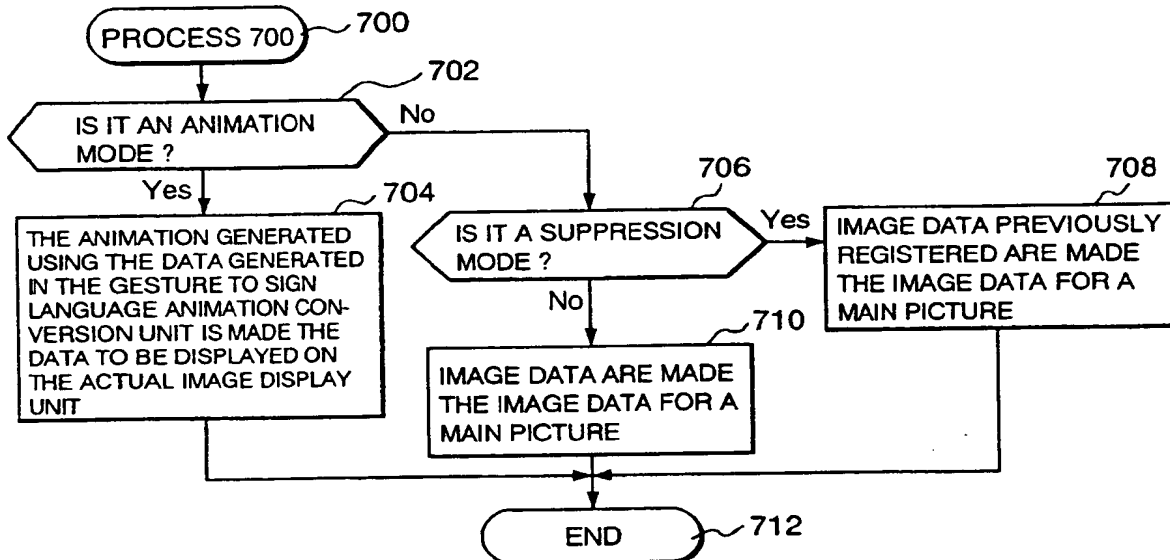 PROCESS 700
700
702
IS IT AN ANIMATION
MODE ?
No
Yes
704
THE ANIMATION GENERATED
USING THE DATA GENERATED
IN THE GESTURE TO SIGN
LANGUAGE ANIMATION CON-
VERSION UNIT IS MADE THE
DATA TO BE DISPLAYED ON
THE ACTUAL IMAGE DISPLAY
UNIT
706
IS IT A SUPPRESSION
MODE ?
Yes
No
708
IMAGE DATA PREVIOUSLY
REGISTERED ARE MADE
THE IMAGE DATA FOR A
MAIN PICTURE
710
IMAGE DATA ARE MADE
THE IMAGE DATA FOR A
MAIN PICTURE
END
712